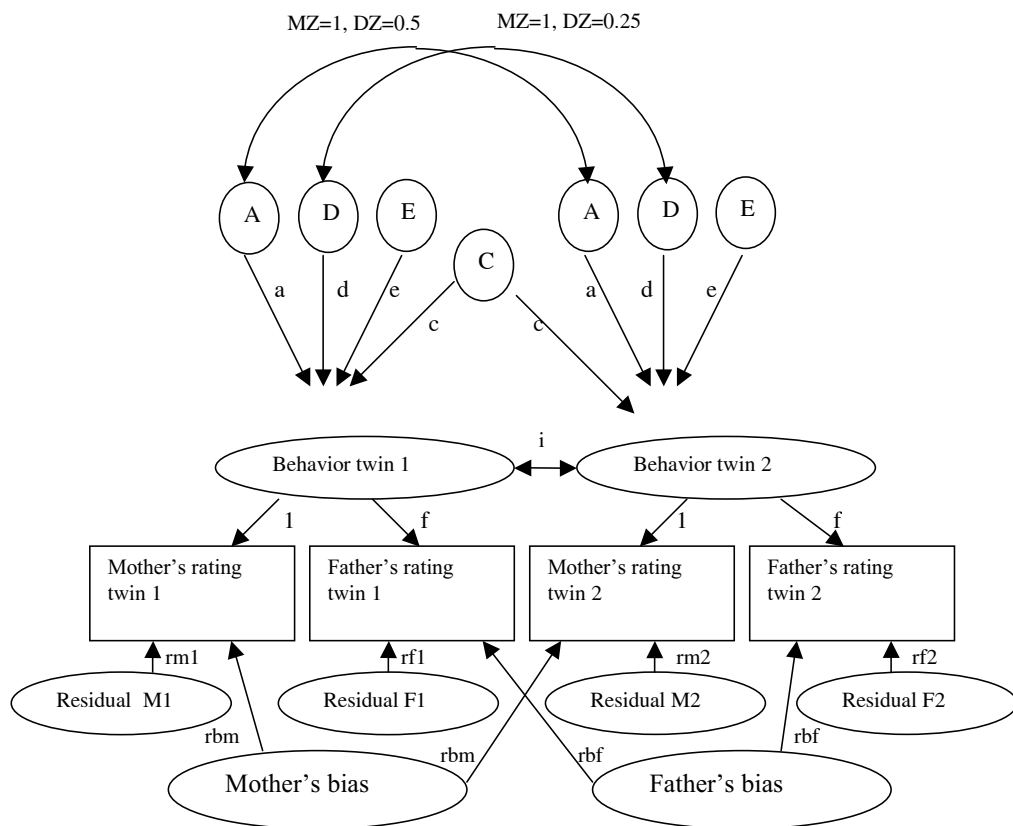 MZ=1, DZ=0.5
MZ=1, DZ=0.25
A
D
E
A
D
E
C
a
d
e
c
c
a
d
e
i
Behavior twin 1
Behavior twin 2
1
f
1
f
Mother's rating
twin 1
Father's rating
twin 1
Mother's rating
twin 2
Father's rating
twin 2
rm1
rf1
rm2
rf2
Residual M1
Residual F1
Residual M2
Residual F2
rbm
rbm
rbf
rbf
Mother's bias
Father's bias